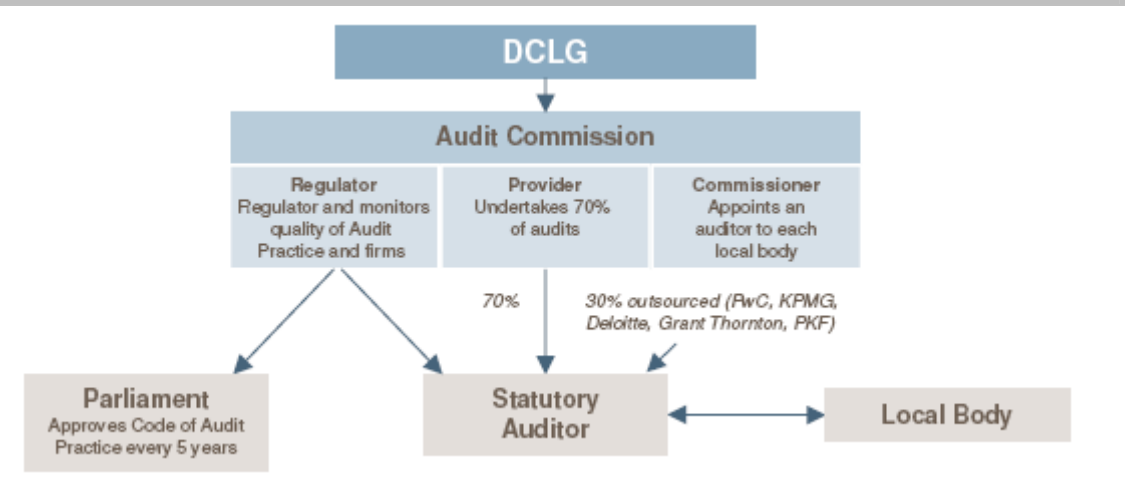 DCLG
Audit Commission
Regulator
Regulator and monitors
quality of Audit
Practice and firms
Provider
Undertakes 70%
of audits
Commissioner
Appoints an
auditor to each
local body
70%
30% outsourced (PwC, KPMG,
Deloitte, Grant Thornton, PKF)
Parliament
Approves Code of Audit
Practice every 5 years
Statutory
Auditor
Local Body